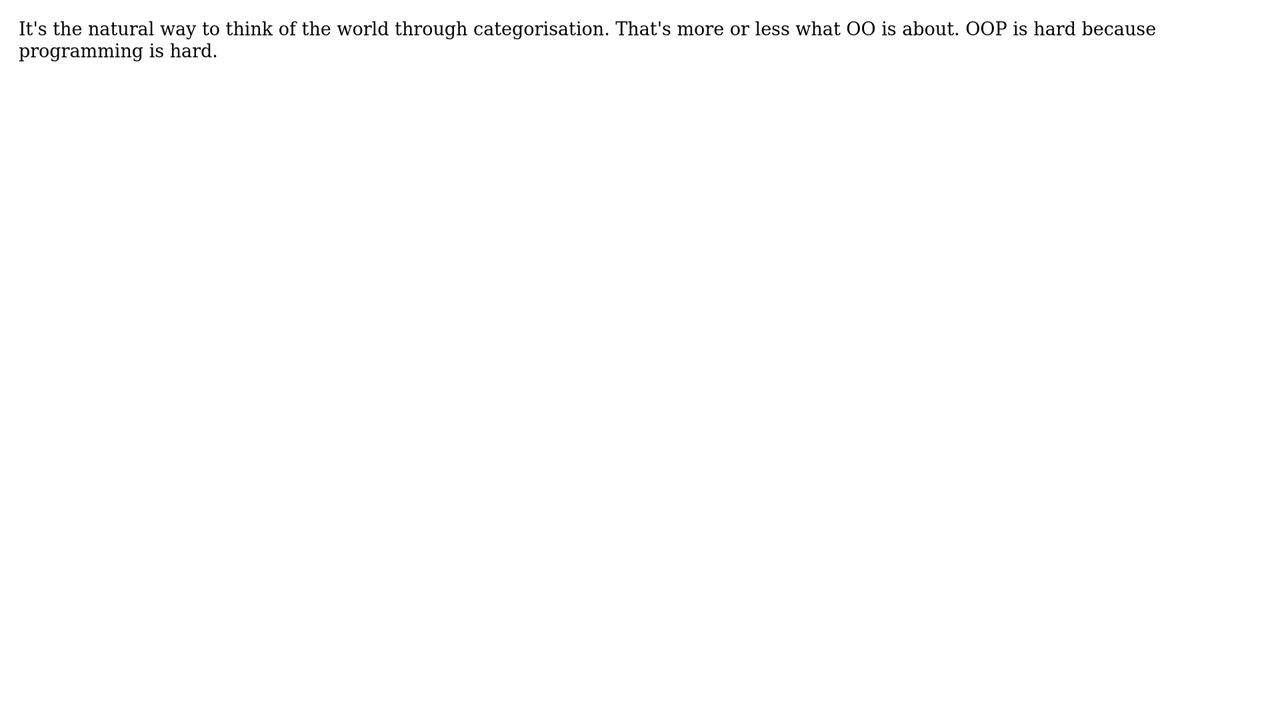 It's the natural way to think of the world through categorisation. That's more or less what OO is about. OOP is hard because
programming is hard.